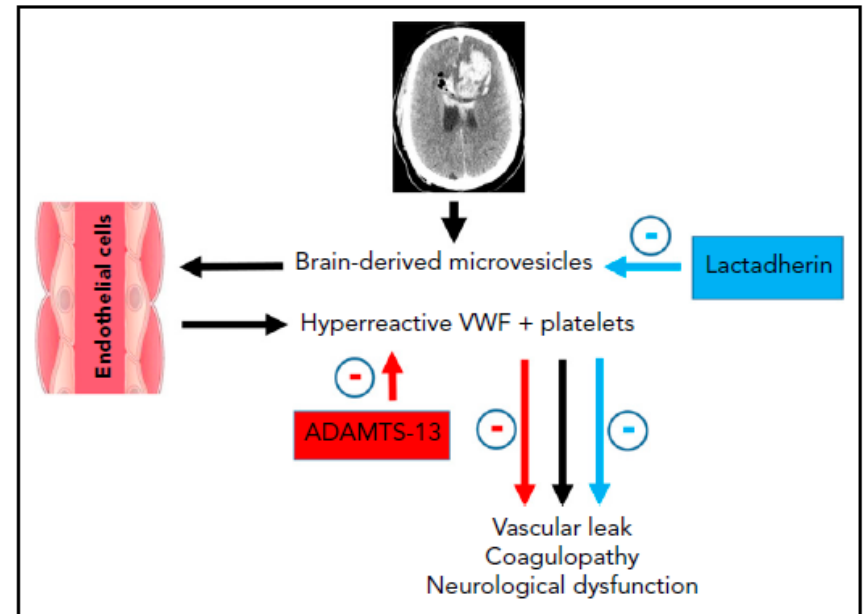 Endothelial cells
Brain-derived microvesicles
-
Lactadherin
Hyperreactive VWF + platelets
-
ADAMTS-13
-
-
Vascular leak
Coagulopathy
Neurological dysfunction